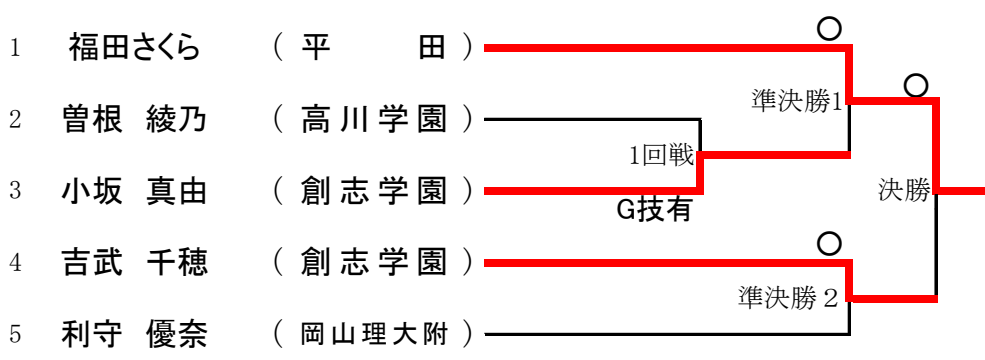 ○
1 福田さくら （ 平 田 ）
○
準決勝1
2 曽根 綾乃 （ 高川学園 ）
1回戦
3 小坂 真由 （ 創志学園 ）
決勝
G技有
○
4 吉武 千穂 （ 創志学園 ）
準決勝２
5 利守 優奈 （ 岡山理大附 ）